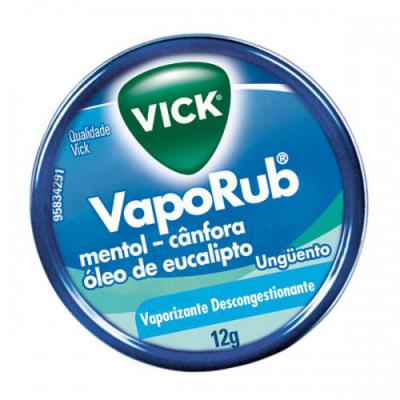 VICK®
Qualidade
Vick
95834291
VapoRub®
mentol – cânfora
óleo de eucalipto
Ungüento
Vaporizante Descongestionante
12g